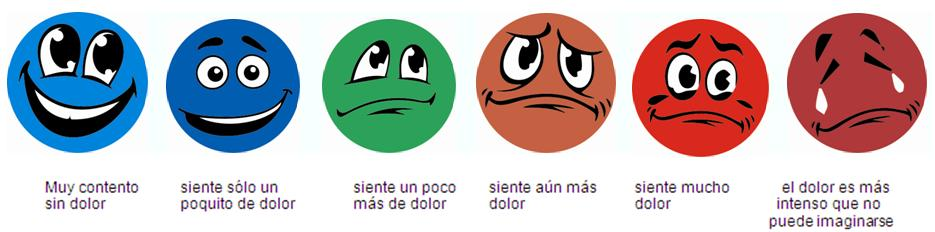 Muy contento
sin dolor
siente sólo un
poquito de dolor
siente un poco
más de dolor
siente aún más
dolor
siente mucho
dolor
el dolor es más
intenso que no
puede imaginarse